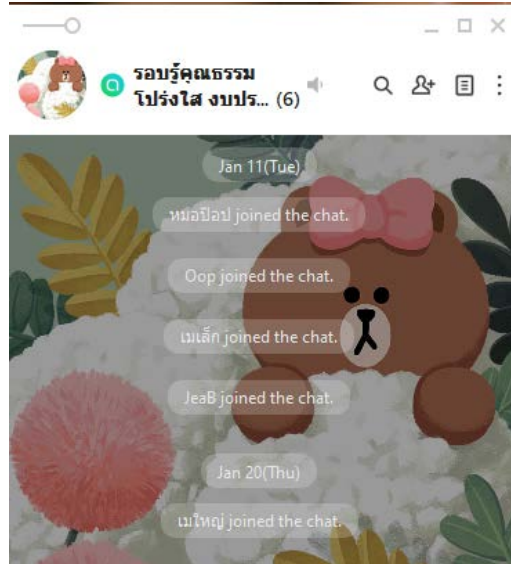 รอบรู้คุณธรรม
โปร่งใส งบปร... (6)
Jan 11(Tue)
หมอป๊อป joined the chat.
Oop joined the chat.
เมเล็ก joined the chat.
JeaB joined the chat.
Jan 20(Thu)
เมใหญ่ joined the chat.